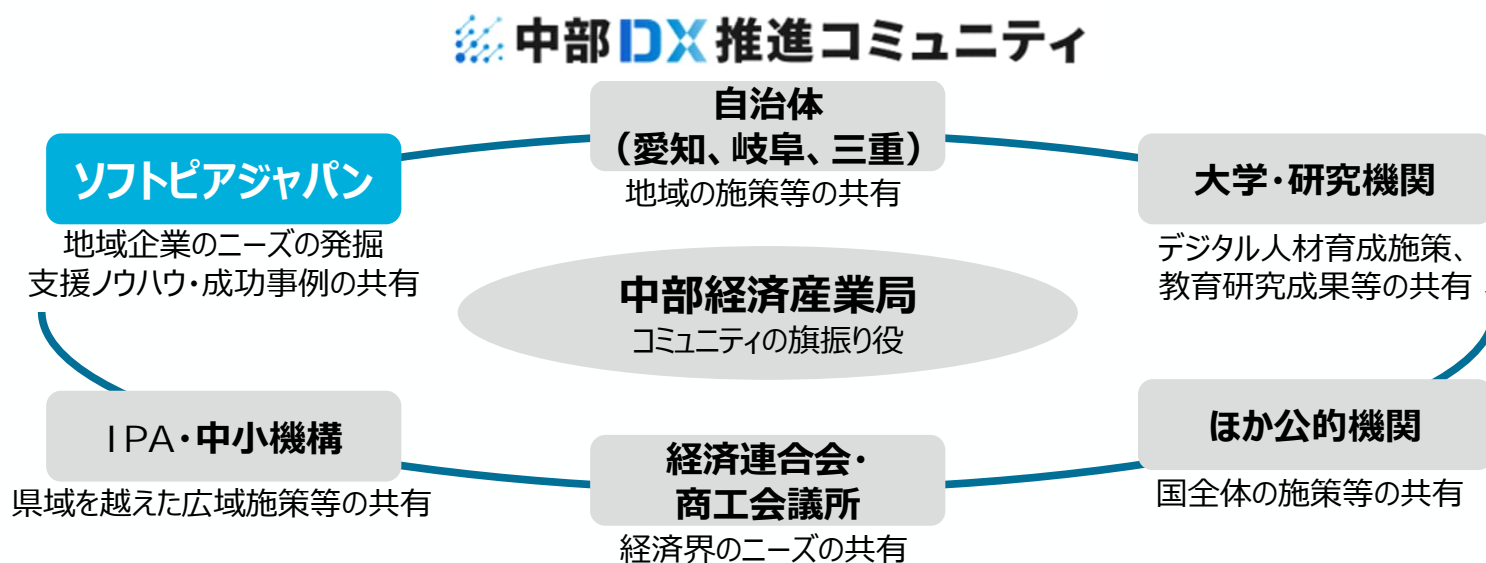 中部DX推進コミュニティ
自治体
（愛知、岐阜、三重）
地域の施策等の共有
ソフトピアジャパン
地域企業のニーズの発掘
支援ノウハウ・成功事例の共有
大学・研究機関
デジタル人材育成施策、
教育研究成果等の共有
中部経済産業局
コミュニティの旗振り役
IPA・中小機構
県域を越えた広域施策等の共有
経済連合会・
商工会議所
経済界のニーズの共有
ほか公的機関
国全体の施策等の共有